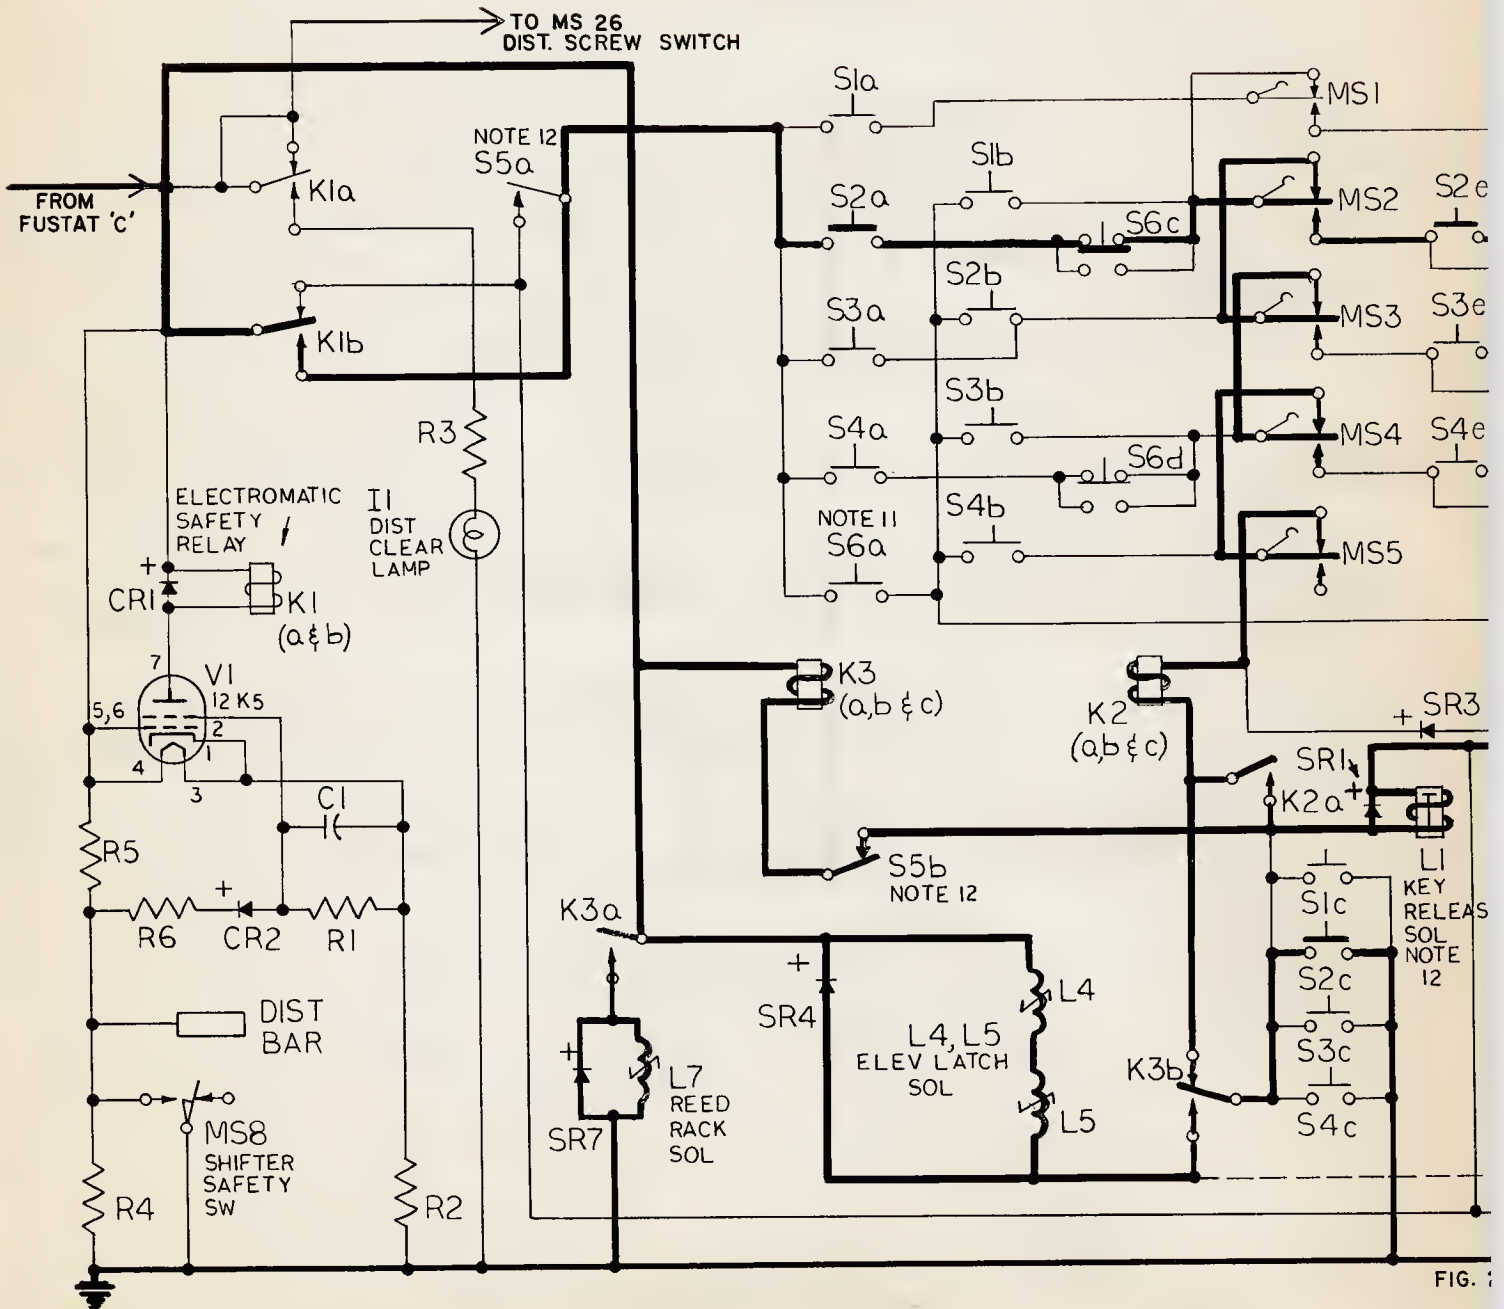 TO MS 26
DIST. SCREW SWITCH
FROM
FUSTAT 'C'
K1a
NOTE 12
S5a
K1b
S1a
S1b
MS1
S2a
S6c
MS2
S2e
S2b
S3a
MS3
S3e
S3b
S4a
S6d
MS4
S4e
NOTE 11
S6a
S4b
MS5
R3
I1
DIST
CLEAR
LAMP
ELECTROMATIC
SAFETY
RELAY
+
CR1
K1
(a & b)
7
V1
12K5
5,6
2
1
4
3
C1
R5
+
R6
CR2
R1
DIST
BAR
MS8
SHIFTER
SAFETY
SW
R4
R2
K3
(a,b & c)
K2
(a,b & c)
+
SR3
SR1
+
K2a
S5b
NOTE 12
L1
KEY
RELEAS
SOL
NOTE
12
S1c
S2c
S3c
S4c
K3a
+
SR7
L7
REED
RACK
SOL
+
SR4
L4
L4, L5
ELEV LATCH
SOL
L5
K3b
FIG.